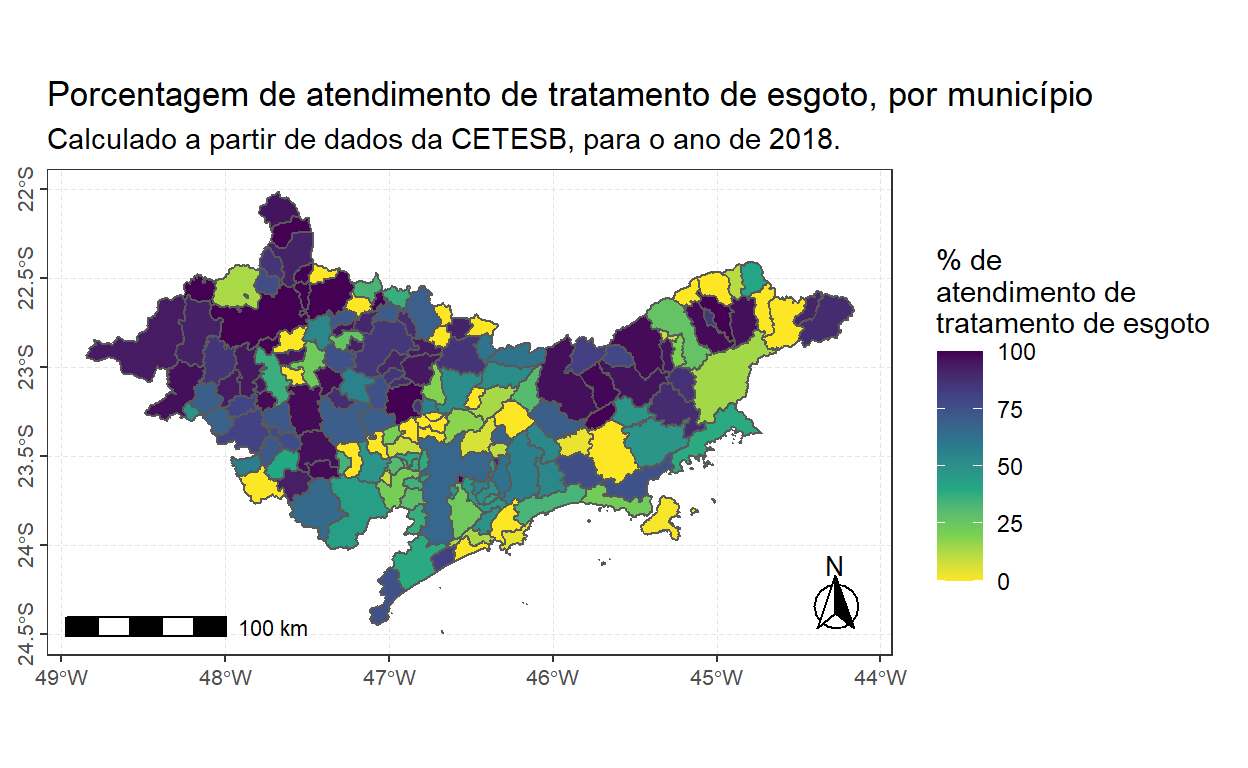 Porcentagem de atendimento de tratamento de esgoto, por município
Calculado a partir de dados da CETESB, para o ano de 2018.
22°S
22.5°S
23°S
23.5°S
24°S
24.5°S
49°W
48°W
47°W
46°W
45°W
44°W
100 km
N
% de
atendimento de
tratamento de esgoto
100
75
50
25
0